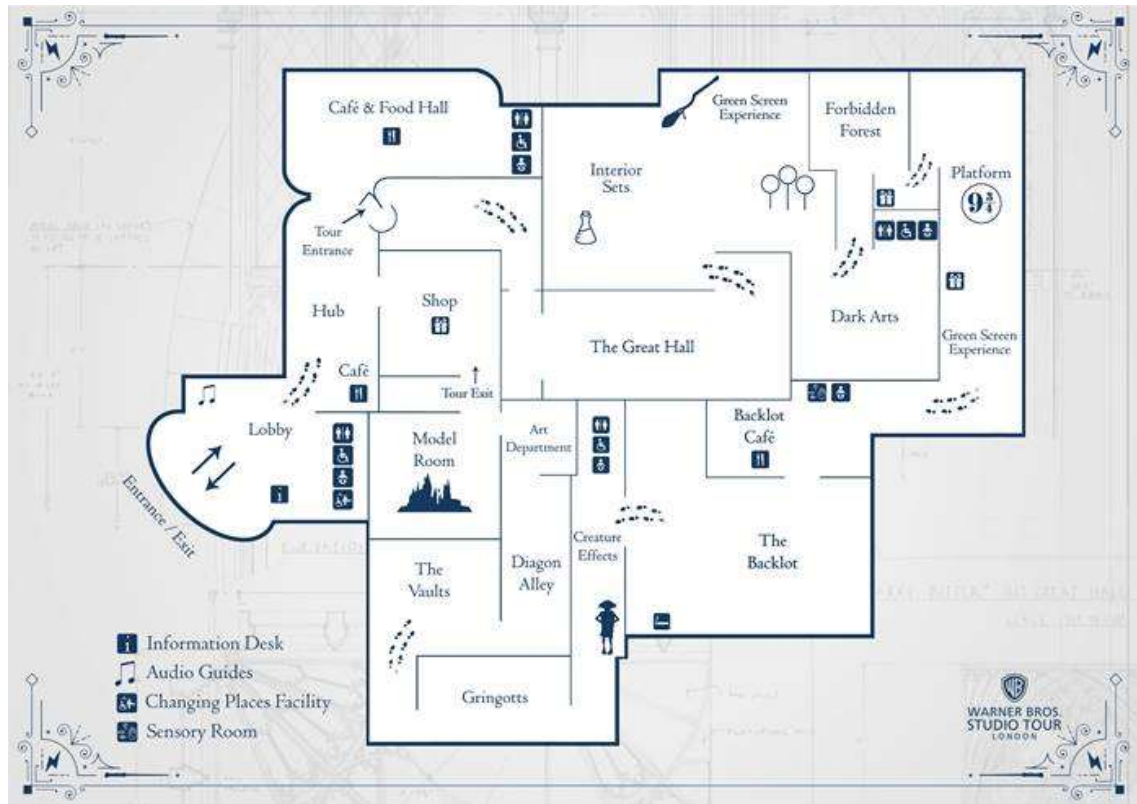 Café & Food Hall
Green Screen
Experience
Forbidden
Forest
Interior
Sets
Platform
9¾
Tour
Entrance
Hub
Shop
The Great Hall
Dark Arts
Green Screen
Experience
Café
Tour Exit
Lobby
Model
Room
Art
Department
Backlot
Café
Entrance / Exit
i
Creature
Effects
The
Backlot
The
Vaults
Diagon
Alley
Gringotts
i Information Desk
Audio Guides
Changing Places Facility
Sensory Room
WB
WARNER BROS.
STUDIO TOUR
LONDON